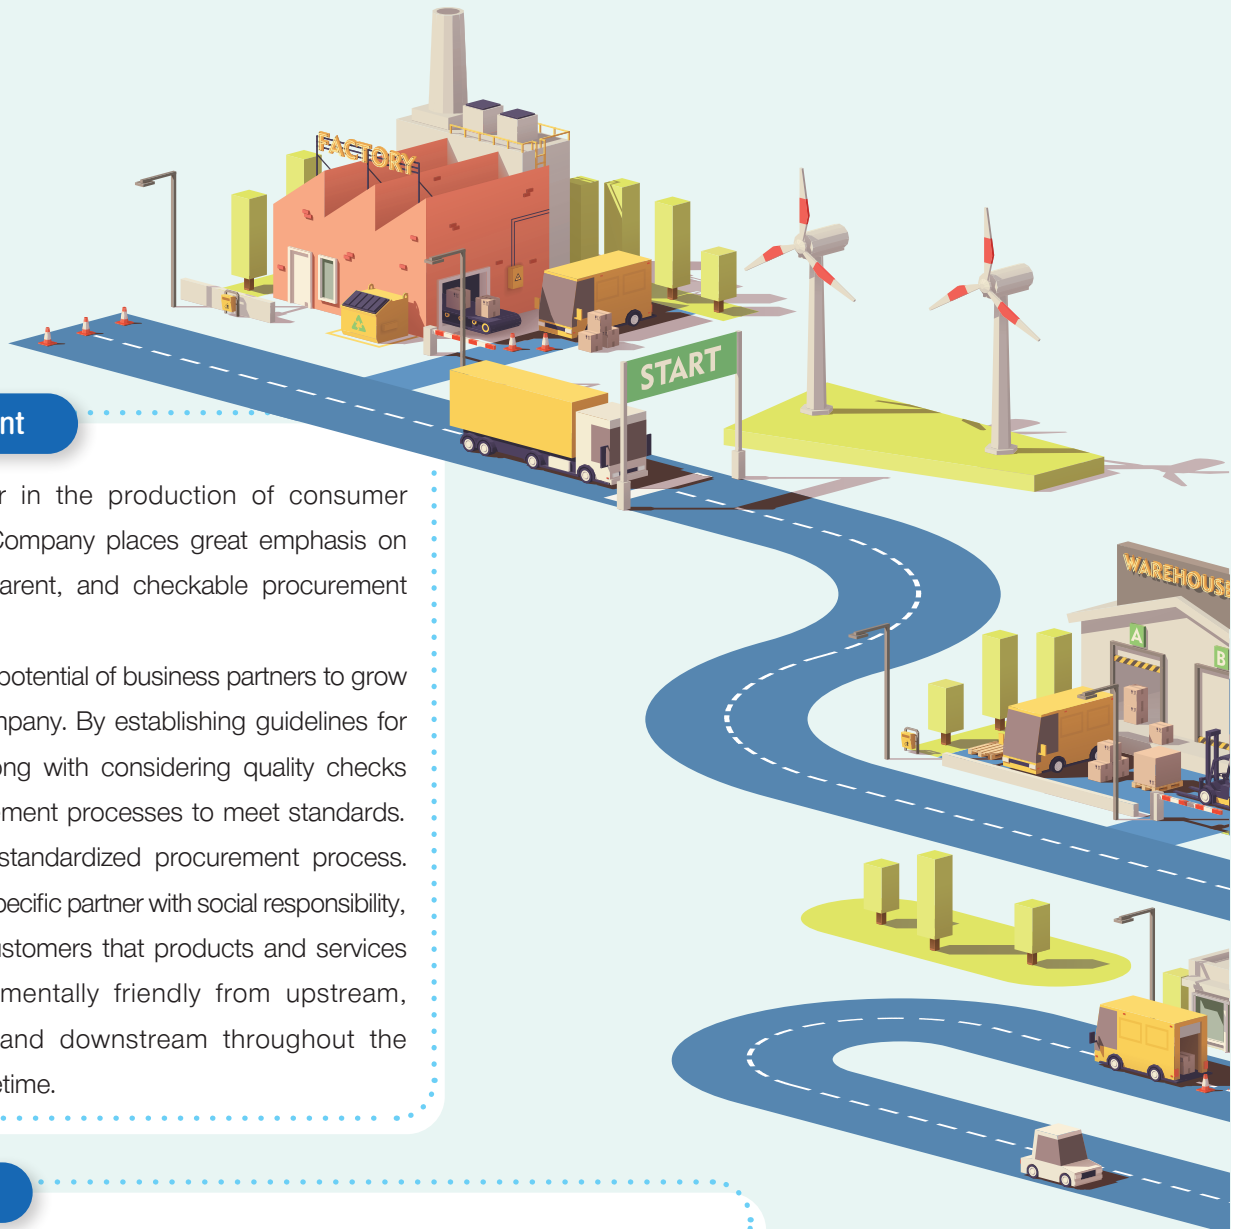 FACTORY
START
nt
r in the production of consumer
Company places great emphasis on
arent, and checkable procurement
WAREHOUSE
A
B
potential of business partners to grow
mpany. By establishing guidelines for
ong with considering quality checks
ement processes to meet standards.
standardized procurement process.
pecific partner with social responsibility,
ustomers that products and services
mentally friendly from upstream,
and downstream throughout the
etime.